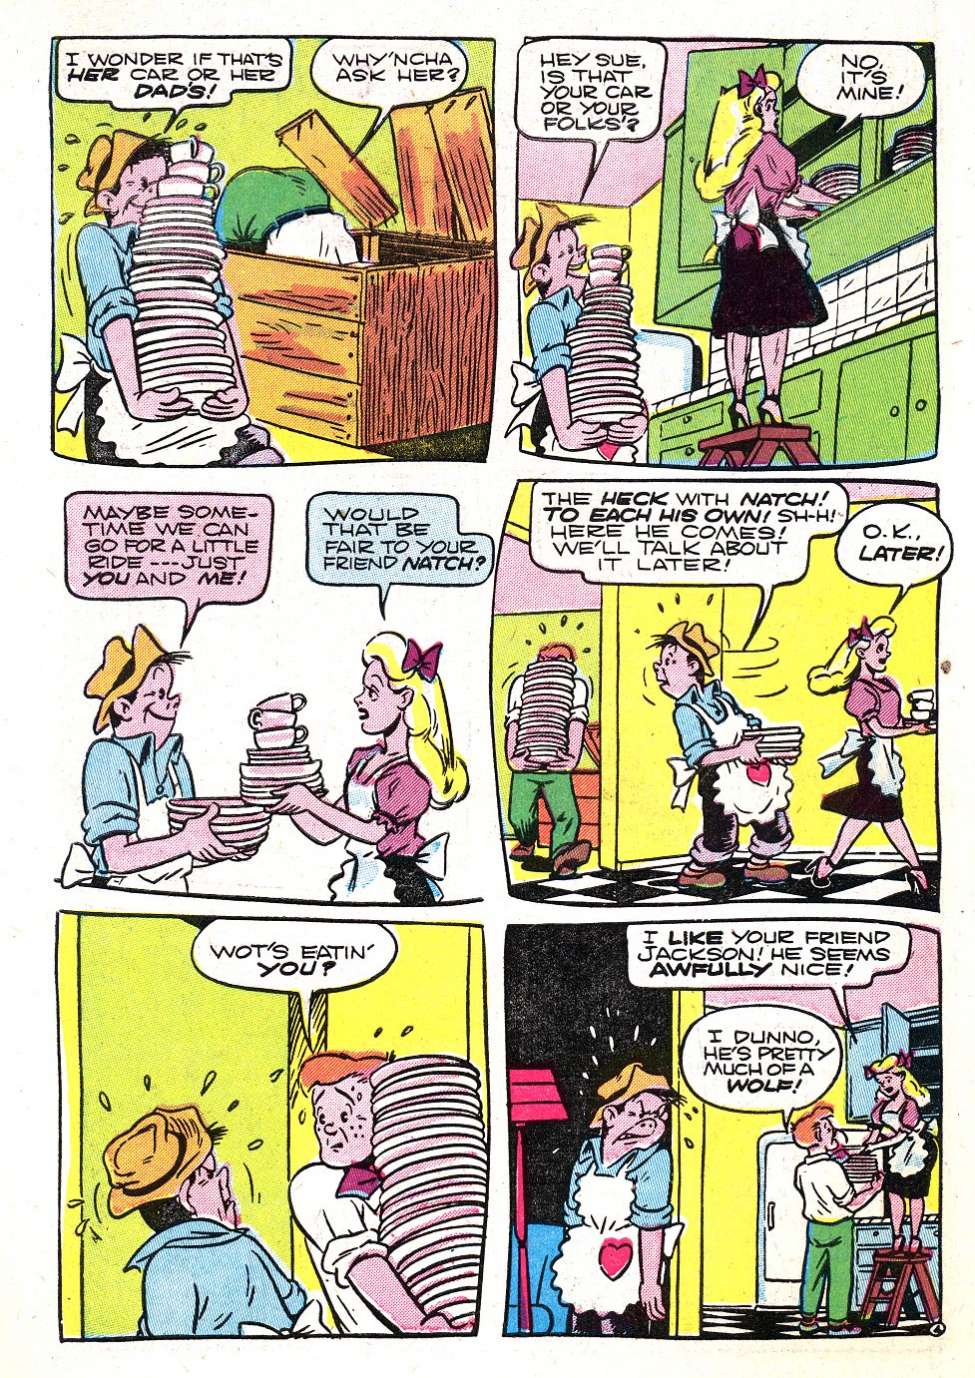 I WONDER IF THAT'S
HER CAR OR HER
DAD'S!
WHY'NCHA
ASK HER?
HEY SUE,
IS THAT
YOUR CAR
OR YOUR
FOLKS'?
NO,
IT'S
MINE!
MAYBE SOME-
TIME WE CAN
GO FOR A LITTLE
RIDE ---JUST
YOU AND ME!
WOULD
THAT BE
FAIR TO YOUR
FRIEND NATCH?
THE HECK WITH NATCH!
TO EACH HIS OWN! SH-H!
HERE HE COMES!
WE'LL TALK ABOUT
IT LATER!
O.K.,
LATER!
WOT'S EATIN'
YOU?
I LIKE YOUR FRIEND
JACKSON! HE SEEMS
AWFULLY NICE!
I DUNNO,
HE'S PRETTY
MUCH OF A
WOLF!
4